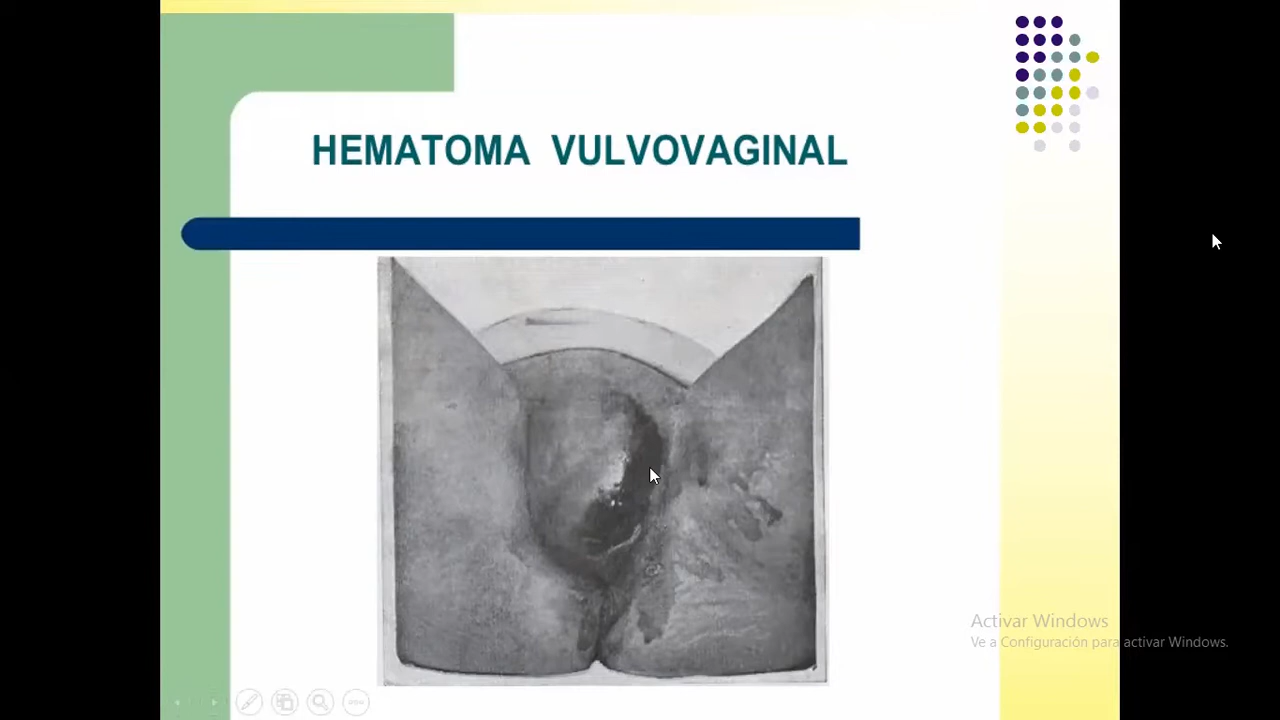 HEMATOMA VULVOVAGINAL
Activar Windows
Ve a Configuración para activar Windows.